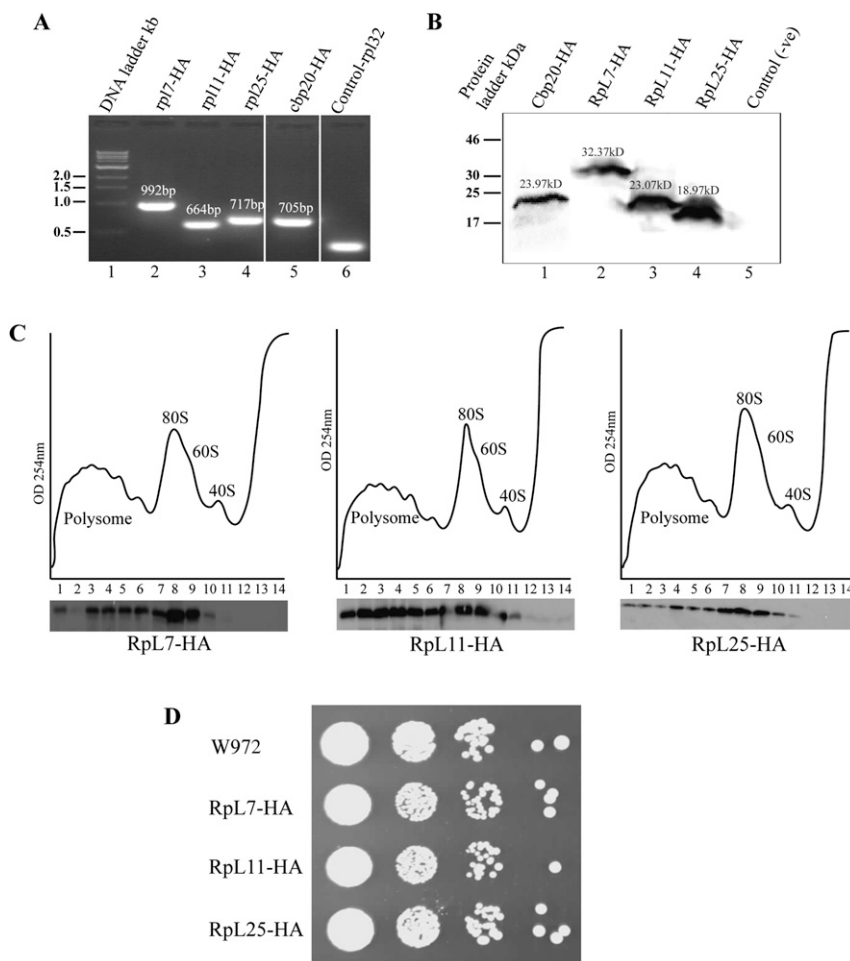 A
DNA ladder kb
rpl7-HA
rpl11-HA
rpl25-HA
cbp20-HA
Control-rpl32
2.0
1.5
1.0
0.5
992bp
664bp
717bp
705bp
1 2 3 4 5 6
B
Protein
ladder kDa
Cbp20-HA
RpL7-HA
RpL11-HA
RpL25-HA
Control (-ve)
46
30
25
17
23.97kD
32.37kD
23.07kD
18.97kD
1 2 3 4 5
C
OD 254nm
Polysome
80S
60S
40S
1 2 3 4 5 6 7 8 9 10 11 12 13 14
RpL7-HA
OD 254nm
Polysome
80S
60S
40S
1 2 3 4 5 6 7 8 9 10 11 12 13 14
RpL11-HA
OD 254nm
Polysome
80S
60S
40S
1 2 3 4 5 6 7 8 9 10 11 12 13 14
RpL25-HA
D
W972
RpL7-HA
RpL11-HA
RpL25-HA